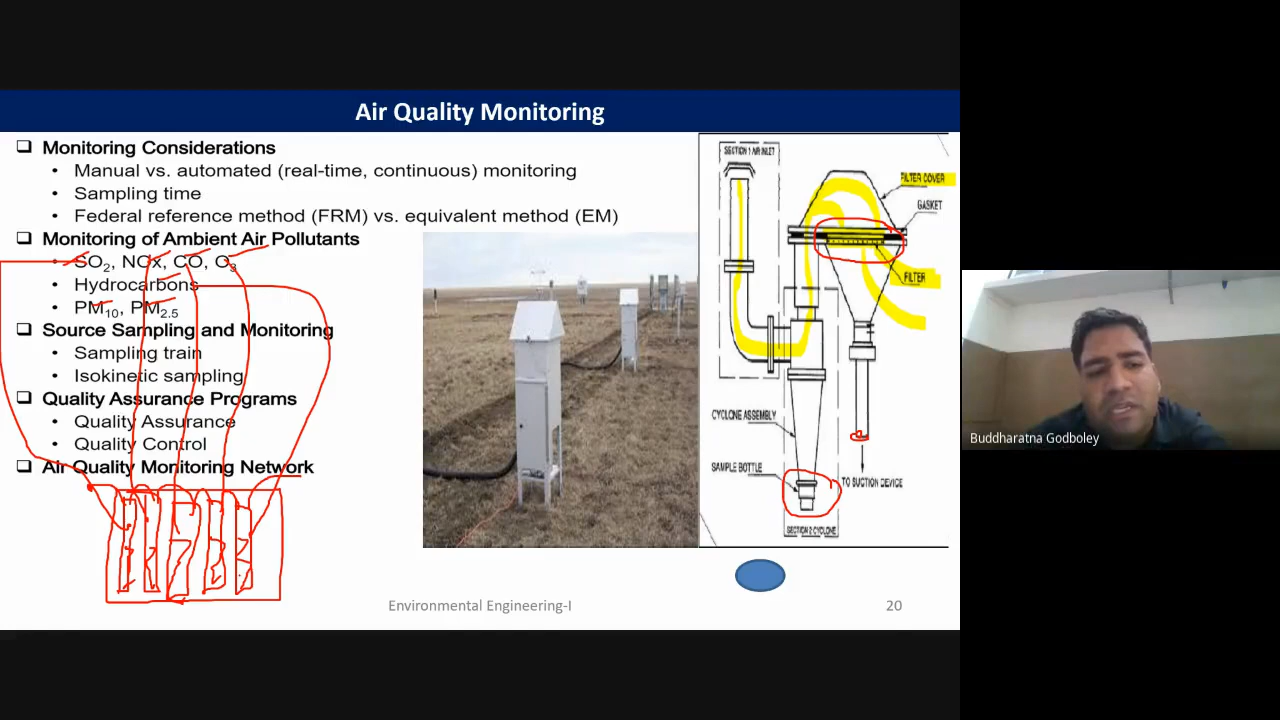 Air Quality Monitoring
❑ Monitoring Considerations
• Manual vs. automated (real-time, continuous) monitoring
• Sampling time
• Federal reference method (FRM) vs. equivalent method (EM)
❑ Monitoring of Ambient Air Pollutants
• SO2, NOx, CO, O3
• Hydrocarbons
• PM10, PM2.5
❑ Source Sampling and Monitoring
• Sampling train
• Isokinetic sampling
❑ Quality Assurance Programs
• Quality Assurance
• Quality Control
❑ Air Quality Monitoring Network
SECTION 1 AIR INLET
FILTER COVER
GASKET
FILTER
CYCLONE ASSEMBLY
SAMPLE BOTTLE
TO SUCTION DEVICE
SECTION 2 CYCLONE
Environmental Engineering-I
20
Buddharatna Godboley